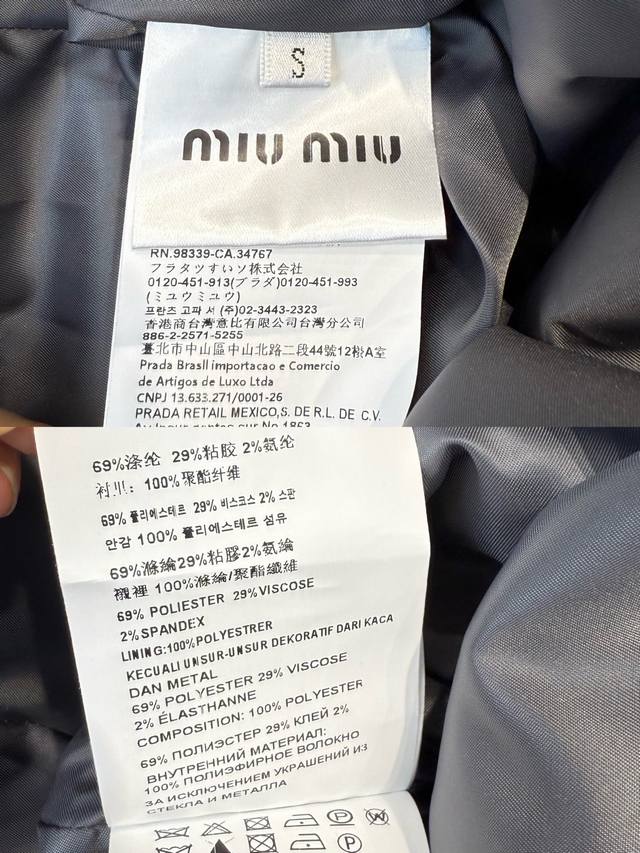 S
miu miu
RN.98339-CA.34767
フラタツすいソ株式会社
0120-451-913(プラダ)0120-451-993
(ミユウミユウ)
프란즈 고파 서 (주)02-3443-2323
香港商台灣意比有限公司台灣分公司
886-2-2571-5255
臺北市中山區中山北路二段44號12樓A室
Prada Brasll importacao e Comercio
de Artigos de Luxo Ltda
CNPJ 13.633.271/0001-26
PRADA RETAIL MEXICO,S. DE R.L. DE C.V.
69%涤纶 29%粘胶 2%氨纶
衬里: 100%聚酯纤维
69% 폴리에스테르 29% 비스코스 2% 스판
안감 100% 폴리에스테르 섬유
69%滌綸29%粘膠2%氨綸
襯裡 100%滌綸/聚酯纖維
69% POLIESTER 29%VISCOSE
2%SPANDEX
LINING:100%POLYESTRER
KECUALI UNSUR-UNSUR DEKORATIF DARI KACA
DAN METAL
69% POLYESTER 29% VISCOSE
2% ÉLASTHANNE
COMPOSITION: 100% POLYESTER
69% ПОЛИЭСТЕР 29% КЛЕЙ 2%
ВНУТРЕННИЙ МАТЕРИАЛ:
100% ПОЛИЭФИРНОЕ ВОЛОКНО
ЗА ИСКЛЮЧЕНИЕМ УКРАШЕНИЙ ИЗ
СТЕКЛА И МЕТАЛЛА